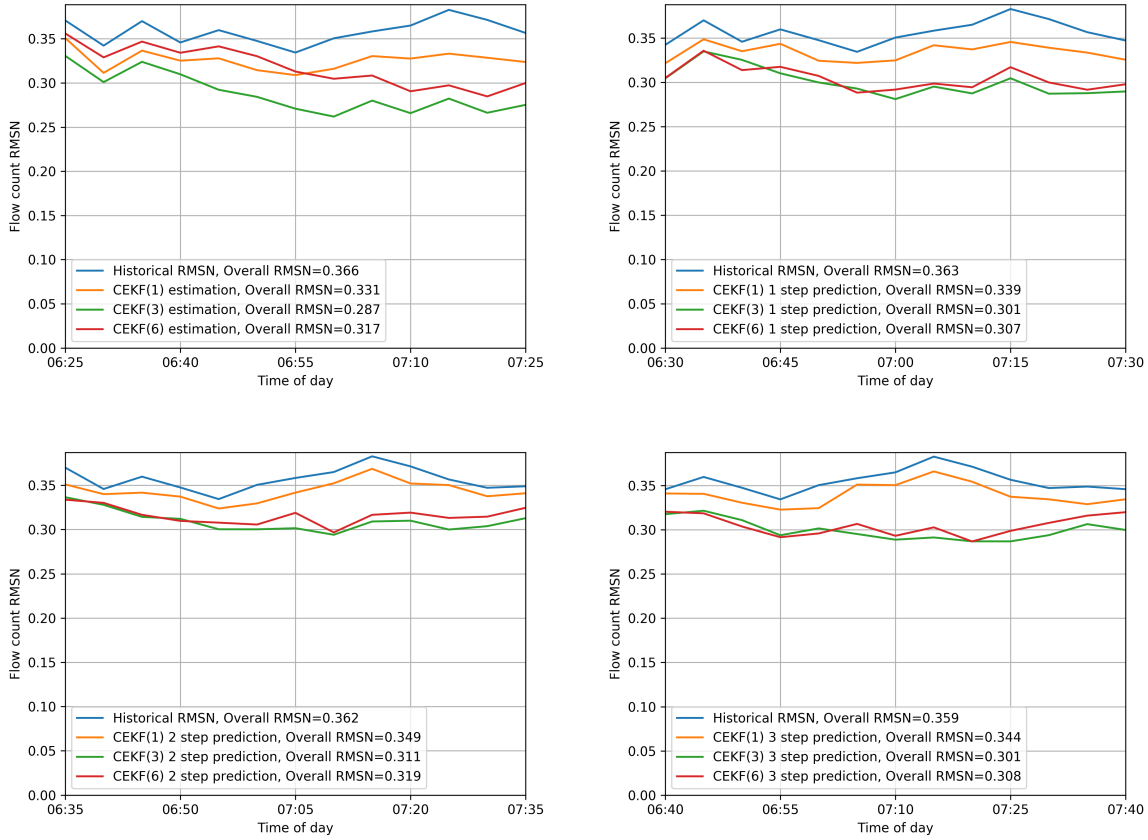 Flow count RMSN
0.35
0.30
0.25
0.20
0.15
0.10
0.05
0.00
Historical RMSN, Overall RMSN=0.366
CEKF(1) estimation, Overall RMSN=0.331
CEKF(3) estimation, Overall RMSN=0.287
CEKF(6) estimation, Overall RMSN=0.317
06:25 06:40 06:55 07:10 07:25
Time of day
Flow count RMSN
0.35
0.30
0.25
0.20
0.15
0.10
0.05
0.00
Historical RMSN, Overall RMSN=0.363
CEKF(1) 1 step prediction, Overall RMSN=0.339
CEKF(3) 1 step prediction, Overall RMSN=0.301
CEKF(6) 1 step prediction, Overall RMSN=0.307
06:30 06:45 07:00 07:15 07:30
Time of day
Flow count RMSN
0.35
0.30
0.25
0.20
0.15
0.10
0.05
0.00
Historical RMSN, Overall RMSN=0.362
CEKF(1) 2 step prediction, Overall RMSN=0.349
CEKF(3) 2 step prediction, Overall RMSN=0.311
CEKF(6) 2 step prediction, Overall RMSN=0.319
06:35 06:50 07:05 07:20 07:35
Time of day
Flow count RMSN
0.35
0.30
0.25
0.20
0.15
0.10
0.05
0.00
Historical RMSN, Overall RMSN=0.359
CEKF(1) 3 step prediction, Overall RMSN=0.344
CEKF(3) 3 step prediction, Overall RMSN=0.301
CEKF(6) 3 step prediction, Overall RMSN=0.308
06:40 06:55 07:10 07:25 07:40
Time of day